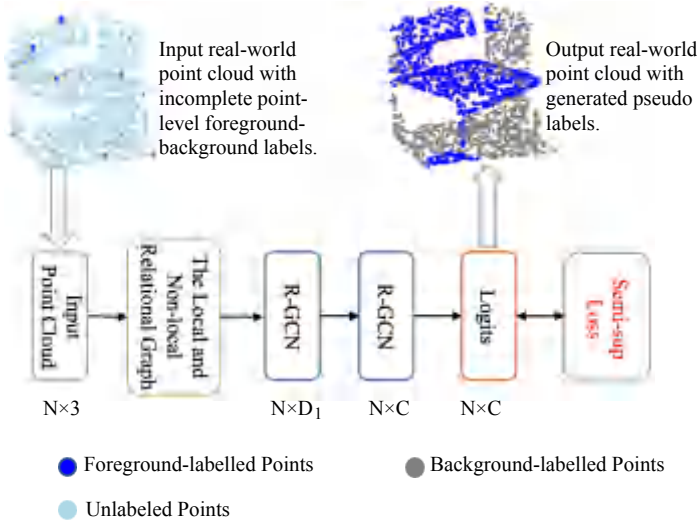 Input real-world
point cloud with
incomplete point-
level foreground-
background labels.
Output real-world
point cloud with
generated pseudo
labels.
Input
Point Cloud
The Local and
Non-local
Relational Graph
R-GCN
R-GCN
Logits
Semi-sup
Loss
N×3
N×D1
N×C
N×C
Foreground-labelled Points
Background-labelled Points
Unlabeled Points